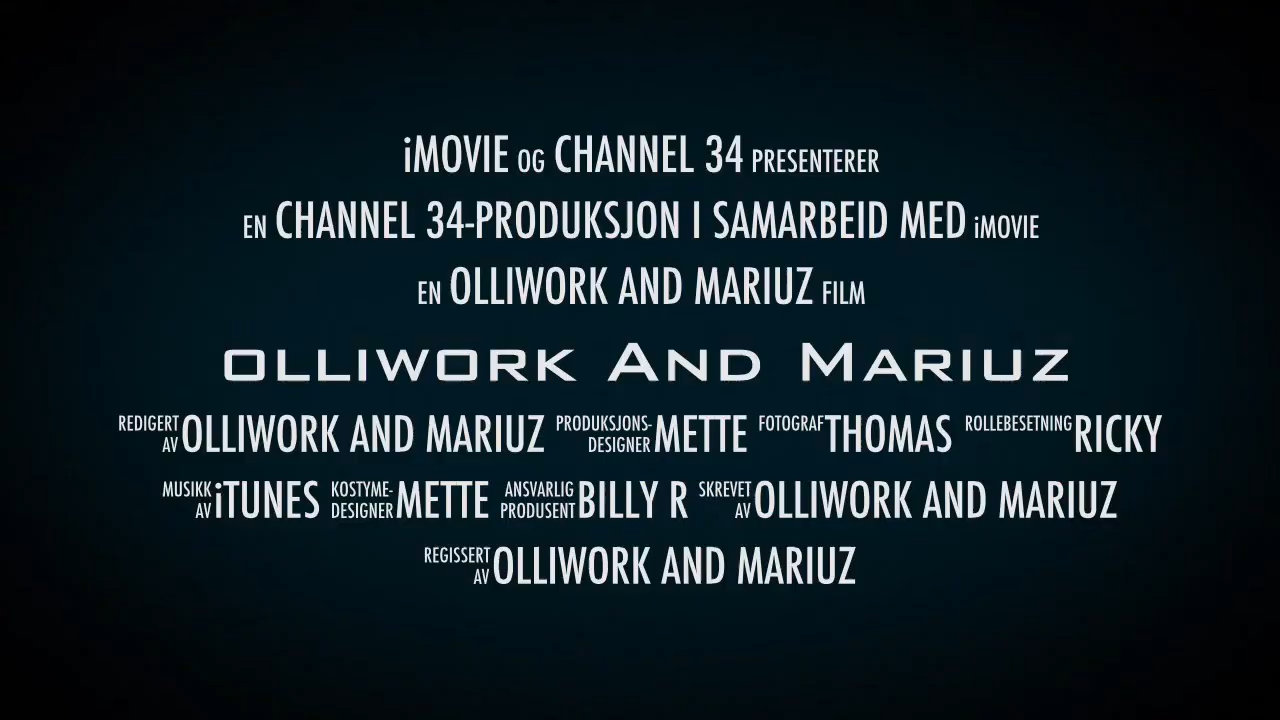 iMOVIE OG CHANNEL 34 PRESENTERER
EN CHANNEL 34-PRODUKSJON I SAMARBEID MED iMOVIE
EN OLLIWORK AND MARIUZ FILM
OLLIWORK AND MARIUZ
REDIGERT AV OLLIWORK AND MARIUZ PRODUKSJONS-DESIGNER METTE FOTOGRAF THOMAS ROLLEBESETNING RICKY
MUSIKK AV iTUNES KOSTYME-DESIGNER METTE ANSVARLIG PRODUSENT BILLY R SKREVET AV OLLIWORK AND MARIUZ
REGISSERT AV OLLIWORK AND MARIUZ